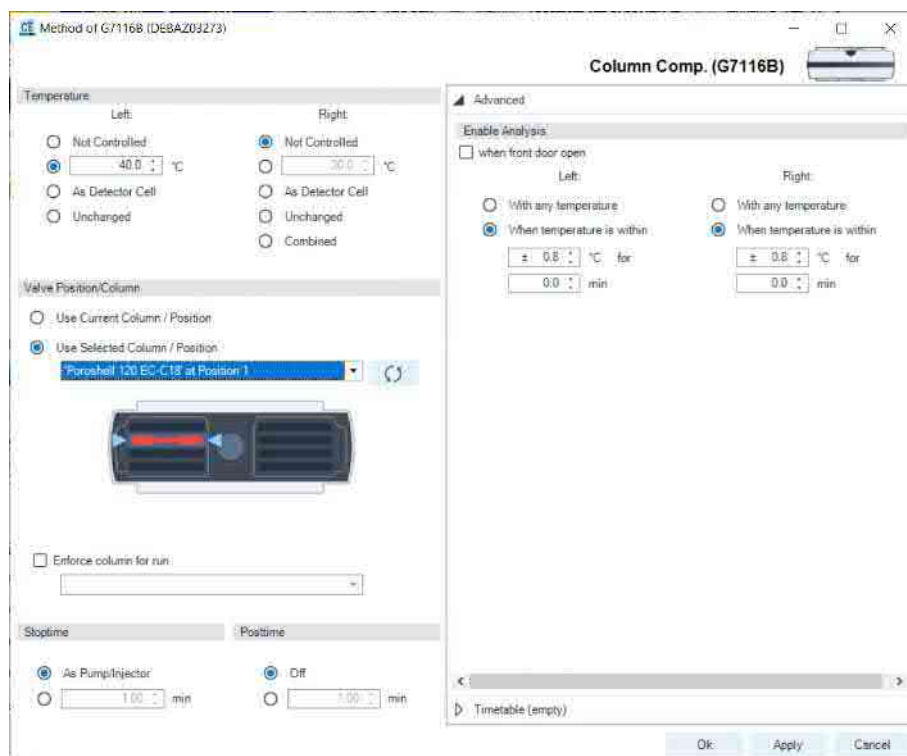 Method of G7116B (DEBAZ03273)
Column Comp. (G7116B)
Temperature
Left:
Right:
Not Controlled
Not Controlled
40.0 °C
30.0 °C
As Detector Cell
As Detector Cell
Unchanged
Unchanged
Combined
Valve Position/Column
Use Current Column / Position
Use Selected Column / Position
'Poroshell 120 EC-C18' at Position 1
Enforce column for run
Stoptime
Posttime
As Pump/Injector
Off
1.00 min
1.00 min
Advanced
Enable Analysis
when front door open
Left:
Right:
With any temperature
With any temperature
When temperature is within
When temperature is within
± 0.8 °C for
± 0.8 °C for
0.0 min
0.0 min
Timetable (empty)
Ok
Apply
Cancel